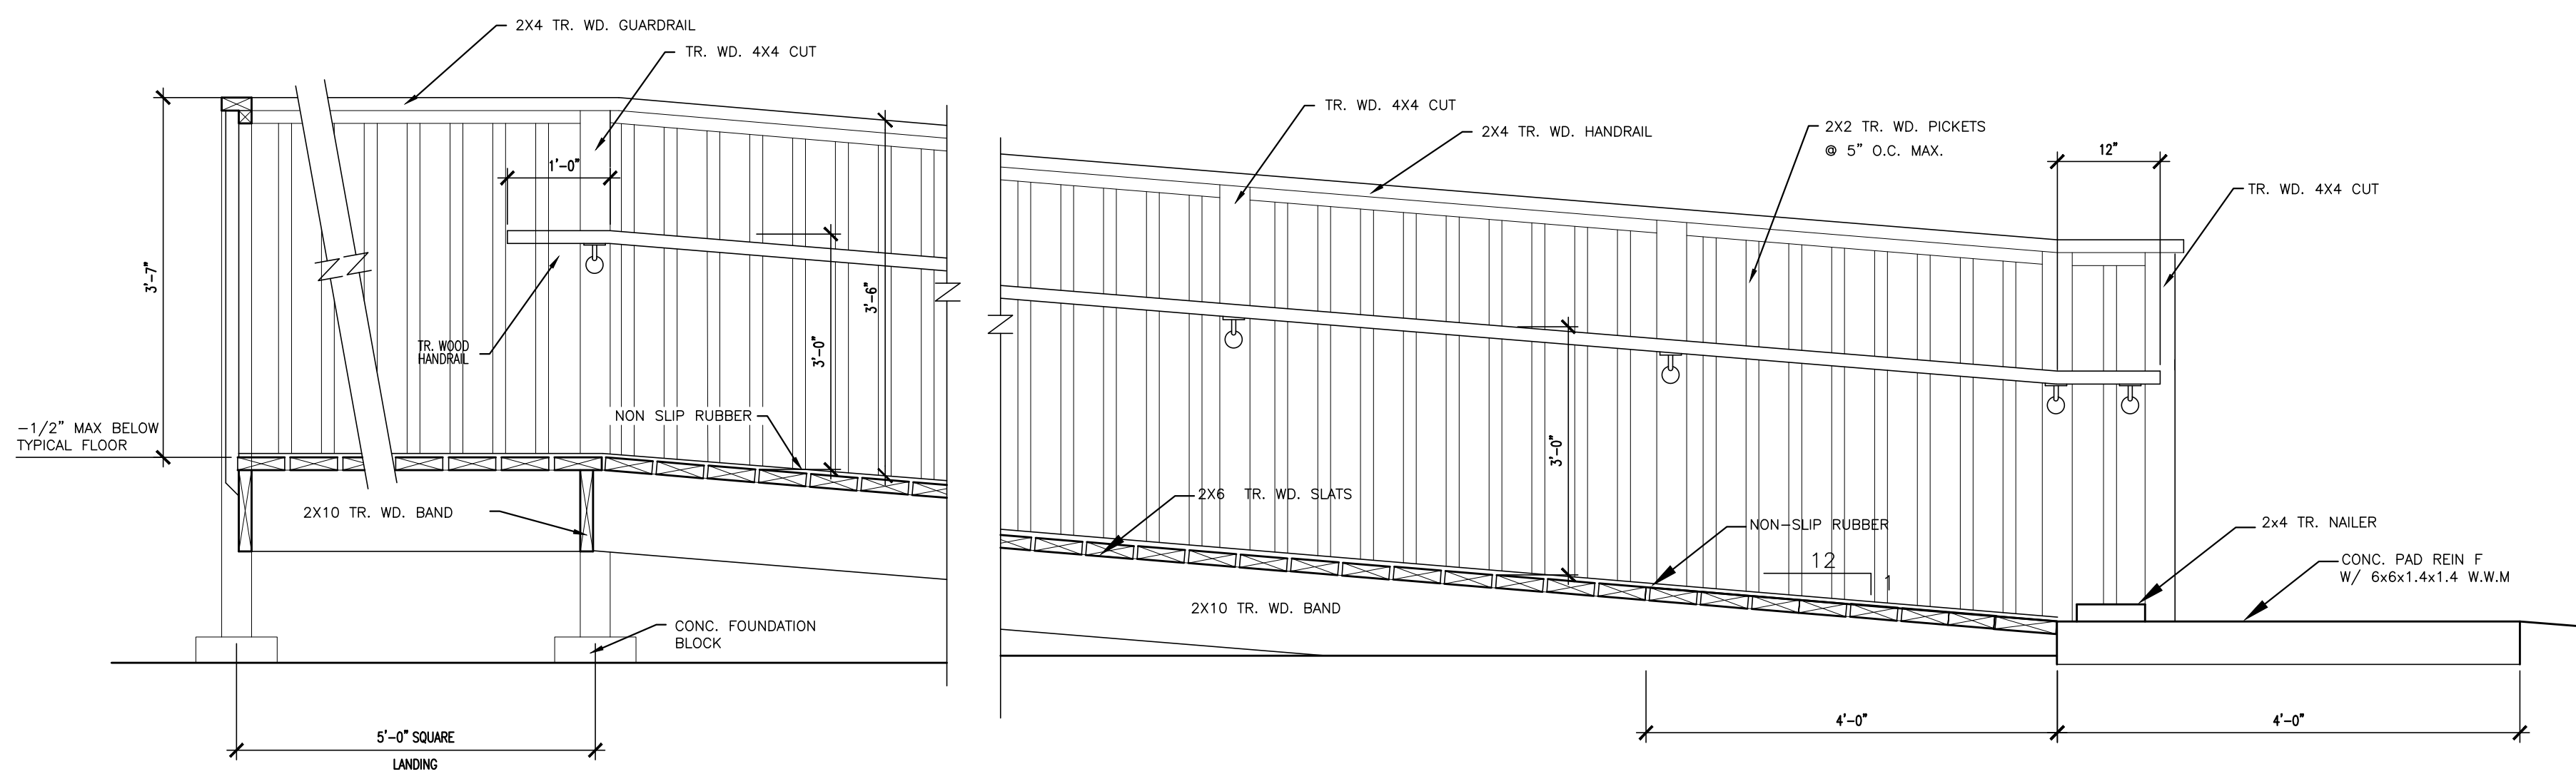 2X4 TR. WD. GUARDRAIL
TR. WD. 4X4 CUT
1'-0"
3'-7"
3'-6"
3'-0"
TR. WOOD
HANDRAIL
NON SLIP RUBBER
-1/2" MAX BELOW
TYPICAL FLOOR
2X10 TR. WD. BAND
CONC. FOUNDATION
BLOCK
5'-0" SQUARE
LANDING
TR. WD. 4X4 CUT
2X4 TR. WD. HANDRAIL
2X2 TR. WD. PICKETS
@ 5" O.C. MAX.
12"
TR. WD. 4X4 CUT
3'-0"
2X6 TR. WD. SLATS
NON-SLIP RUBBER
12
1
2X10 TR. WD. BAND
2x4 TR. NAILER
CONC. PAD REIN F
W/ 6x6x1.4x1.4 W.W.M
4'-0"
4'-0"